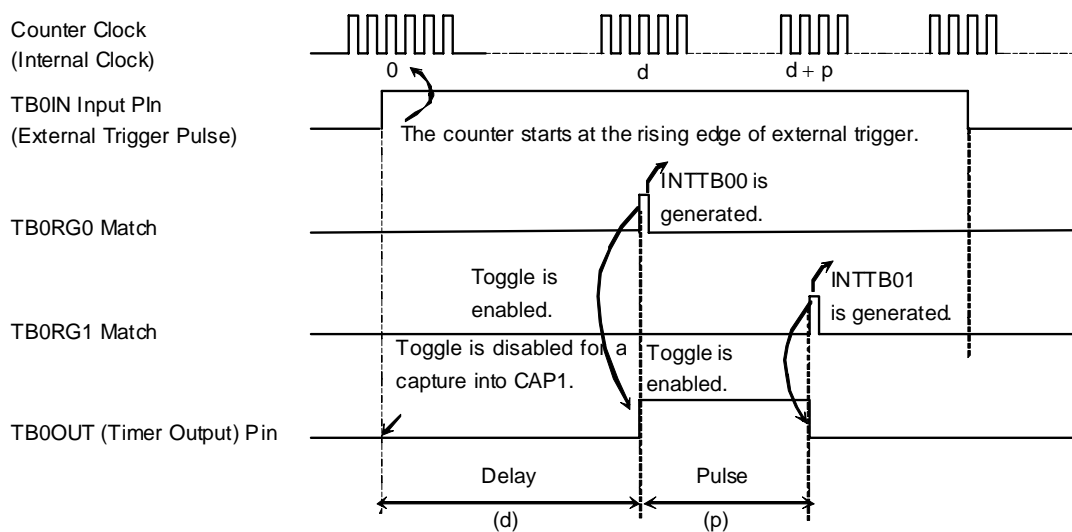 Counter Clock
(Internal Clock)
0
d
d + p
TB0IN Input PIn
(External Trigger Pulse)
The counter starts at the rising edge of external trigger.
INTTB00 is
generated.
TB0RG0 Match
Toggle is
enabled.
INTTB01
is generated.
TB0RG1 Match
Toggle is disabled for a
capture into CAP1.
Toggle is
enabled.
TB0OUT (Timer Output) Pin
Delay
Pulse
(d)
(p)